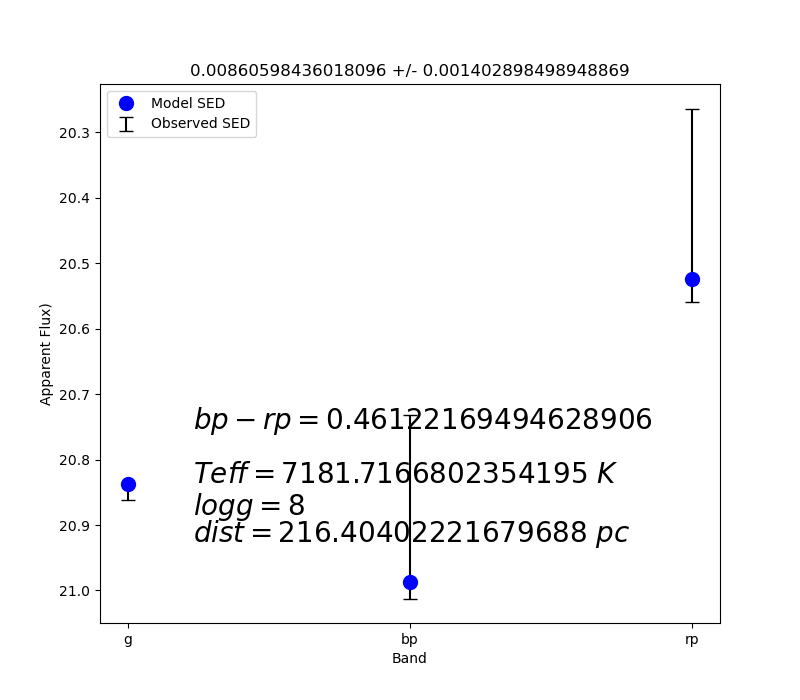 0.00860598436018096 +/- 0.001402898498948869
Model SED
Observed SED
20.3
20.4
20.5
20.6
20.7
20.8
20.9
21.0
Apparent Flux)
bp − rp = 0.46122169494628906
Teff = 7181.7166802354195 K
logg = 8
dist = 216.40402221679688 pc
g
bp
rp
Band